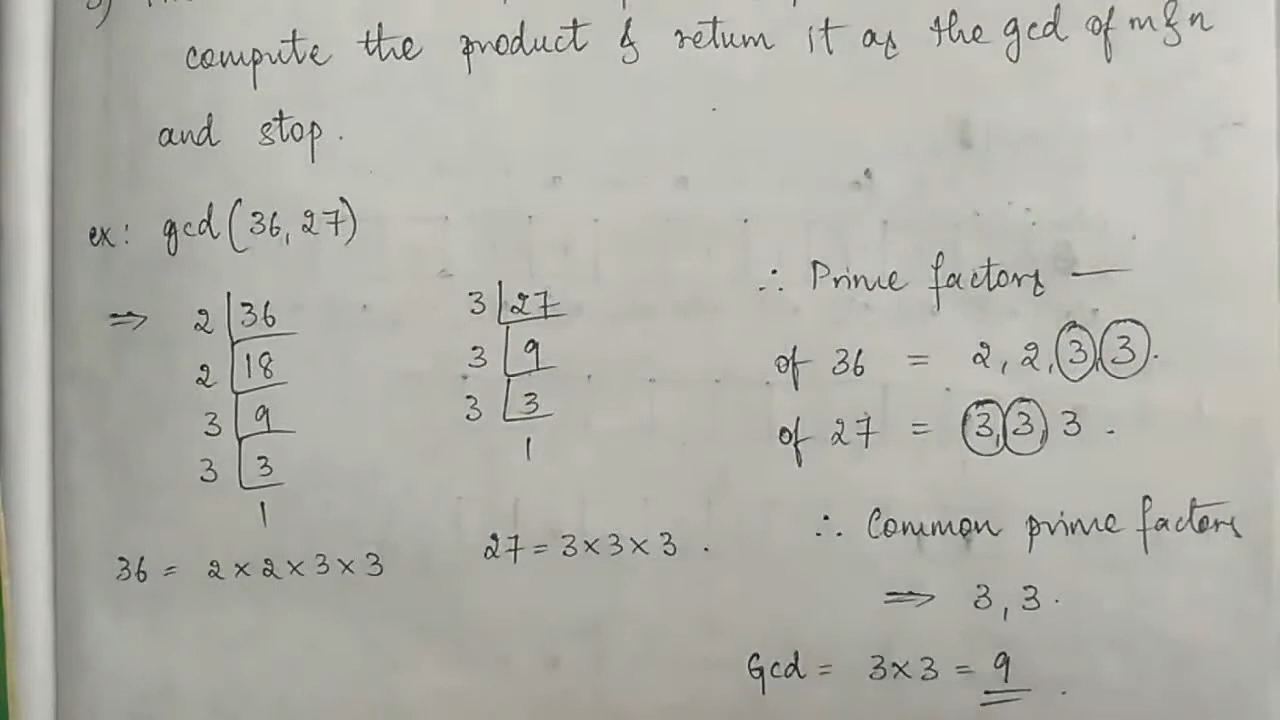 compute the product & return it as the gcd of m & n
and stop.
ex: gcd(36, 27)
⇒ 2 | 36
2 | 18
3 | 9
3 | 3
1
36 = 2 × 2 × 3 × 3
3 | 27
3 | 9
3 | 3
1
27 = 3 × 3 × 3 .
∴ Prime factors —
of 36 = 2, 2, 3, 3.
of 27 = 3, 3, 3 .
∴ Common prime factors
⇒ 3, 3.
Gcd = 3 × 3 = 9 .